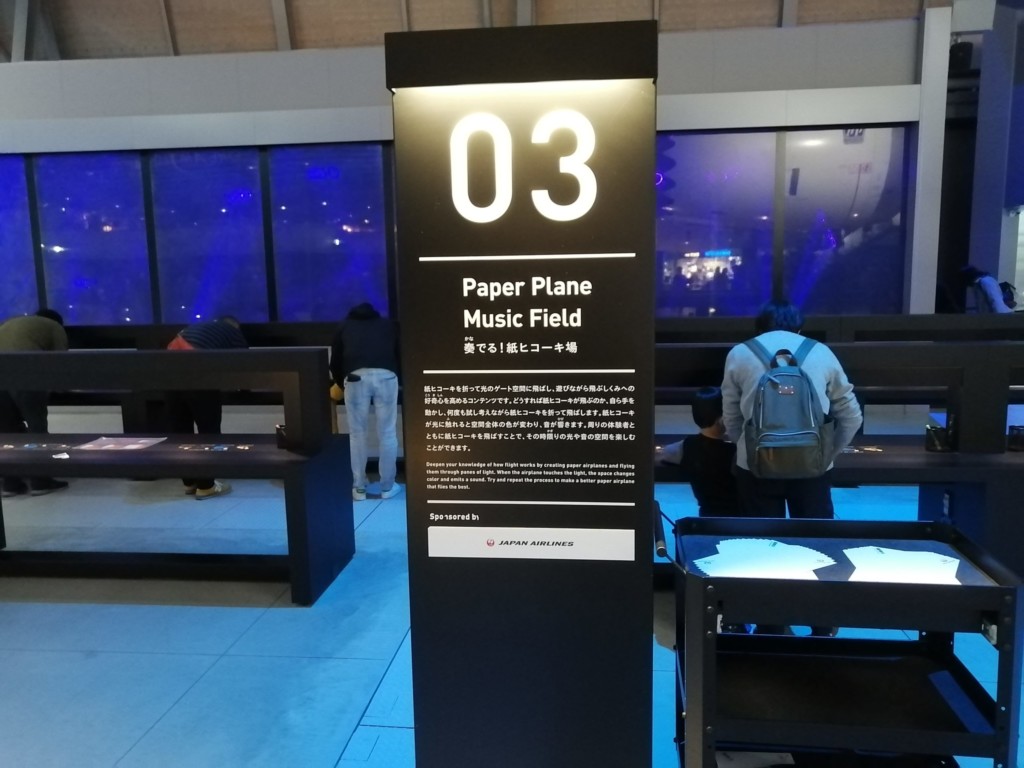 03
Paper Plane
Music Field
かな
奏でる！紙ヒコーキ場
紙ヒコーキを折って光のゲート空間に飛ばし、遊びながら飛ぶしくみへの
こうきしん
好奇心を高めるコンテンツです。どうすれば紙ヒコーキが飛ぶのか、自ら手を
動かし、何度も試し考えながら紙ヒコーキを折って飛ばします。紙ヒコーキ
が光に触れると空間全体の色が変わり、音が響きます。周りの体験者と
ともに紙ヒコーキを飛ばすことで、その時限りの光や音の空間を楽しむ
ことができます。
Deepen your knowledge of how flight works by creating paper airplanes and flying
them through panes of light. When the airplane touches the light, the space changes
color and emits a sound. Try and repeat the process to make a better paper airplane
that flies the best.
Sponsored by
JAPAN AIRLINES